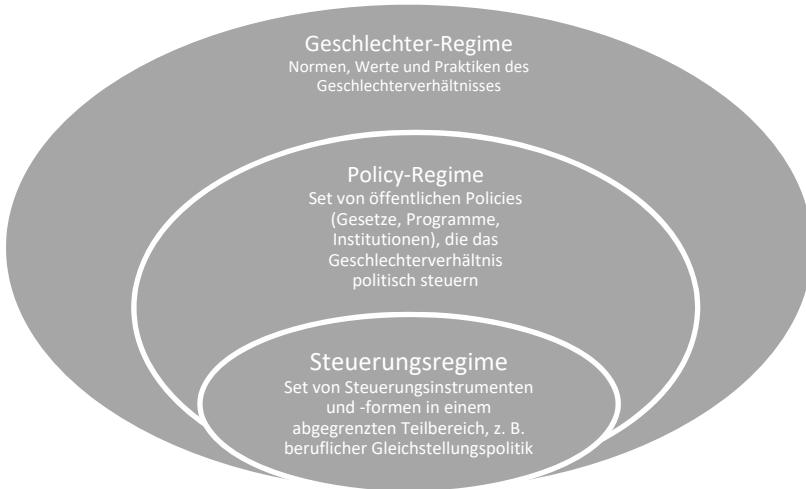 Geschlechter-Regime
Normen, Werte und Praktiken des
Geschlechterverhältnisses
Policy-Regime
Set von öffentlichen Policies
(Gesetze, Programme,
Institutionen), die das
Geschlechterverhältnis
politisch steuern
Steuerungsregime
Set von Steuerungsinstrumenten
und -formen in einem
abgegrenzten Teilbereich, z. B.
beruflicher Gleichstellungspolitik